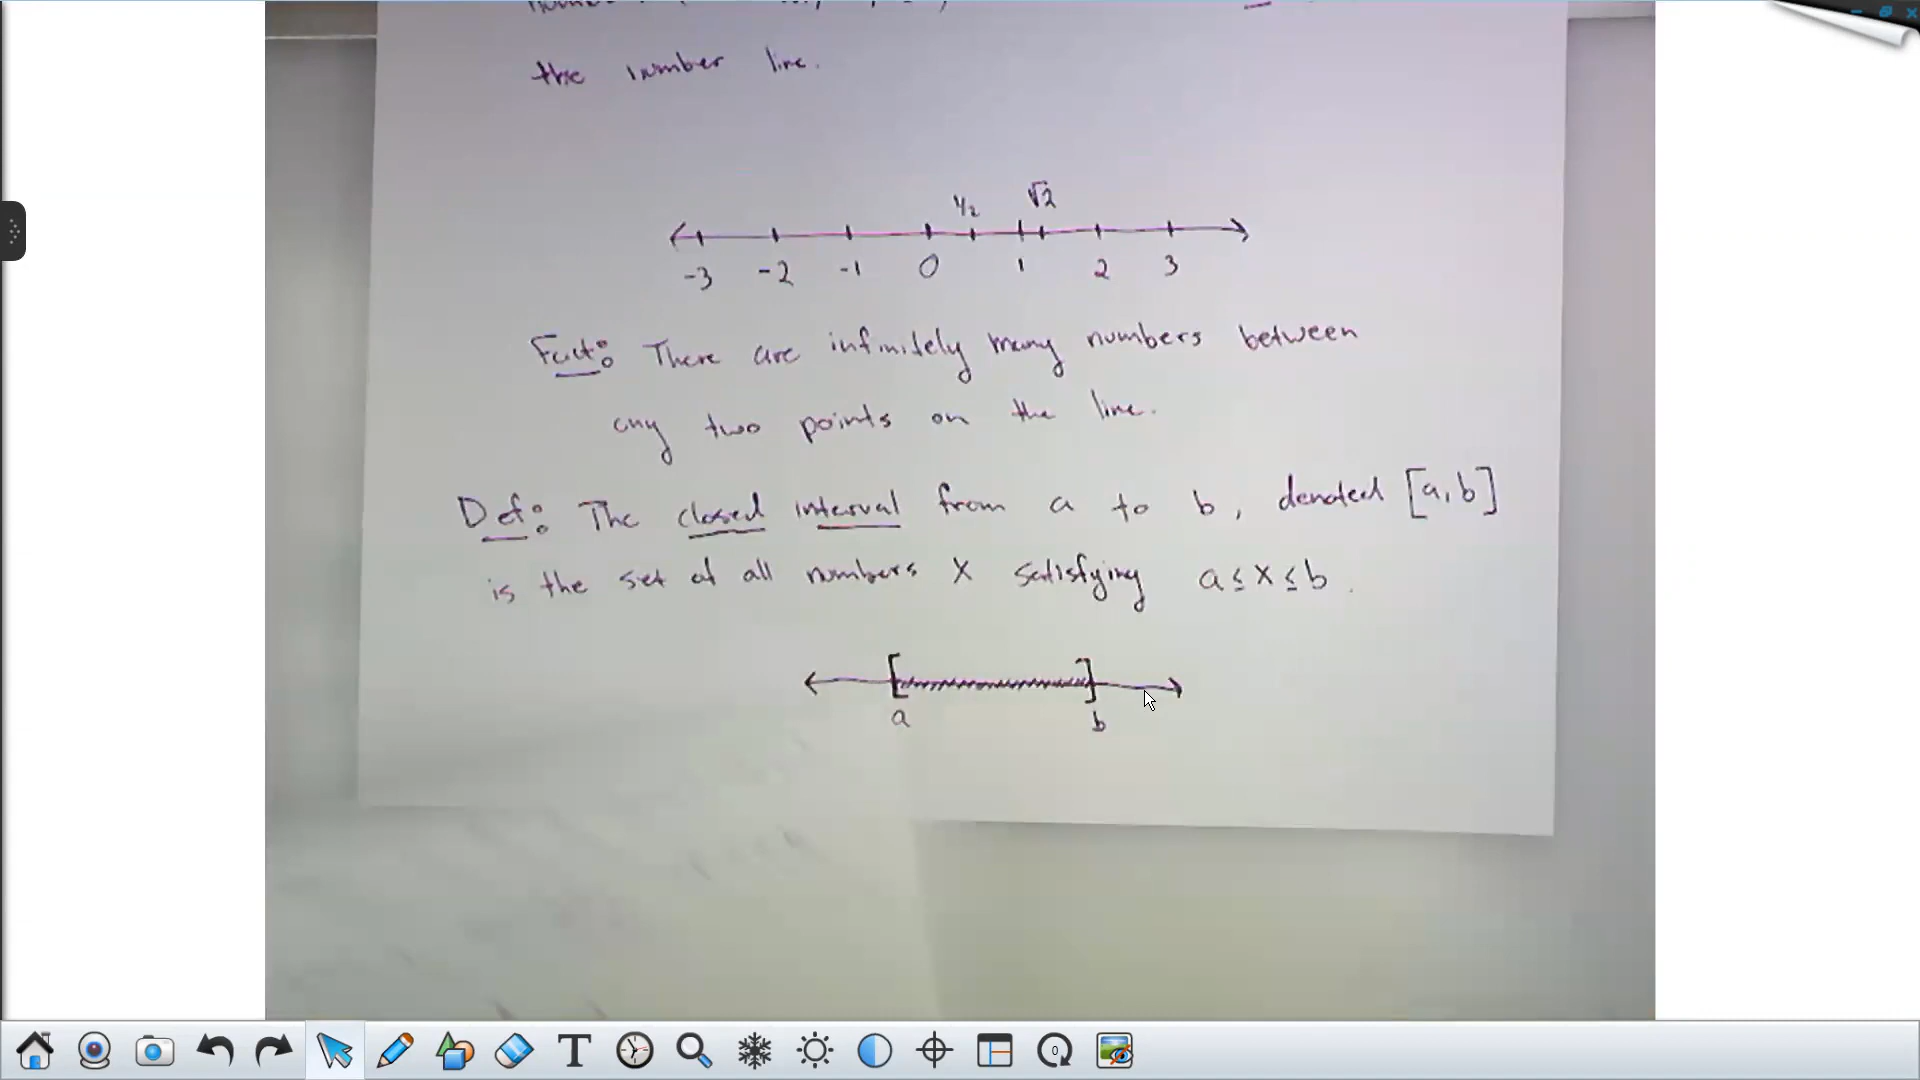 the number line.
1/2 √2
-3 -2 -1 0 1 2 3
Fact: There are infinitely many numbers between
any two points on the line.
Def: The closed interval from a to b, denoted [a,b]
is the set of all numbers x satisfying a ≤ x ≤ b.
[ ]
a b
T
0